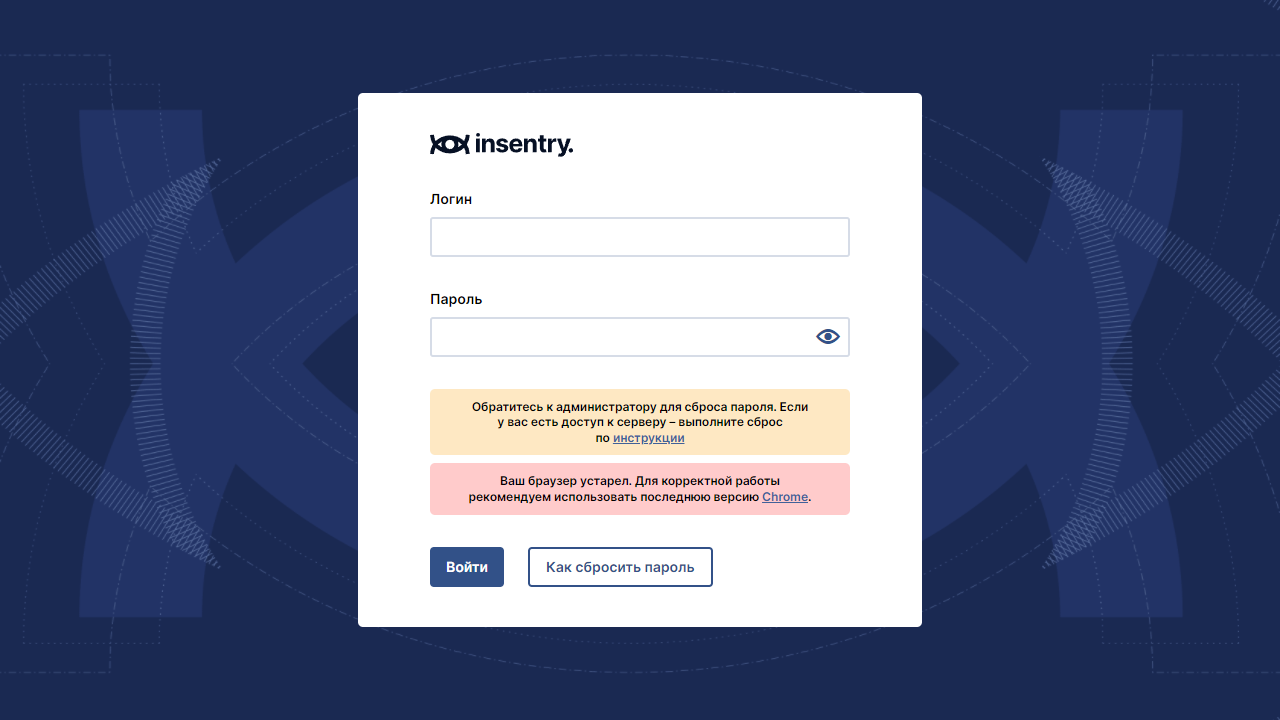 insentry.
Логин
Пароль
Обратитесь к администратору для сброса пароля. Если
у вас есть доступ к серверу – выполните сброс
по инструкции
Ваш браузер устарел. Для корректной работы
рекомендуем использовать последнюю версию Chrome.
Войти
Как сбросить пароль